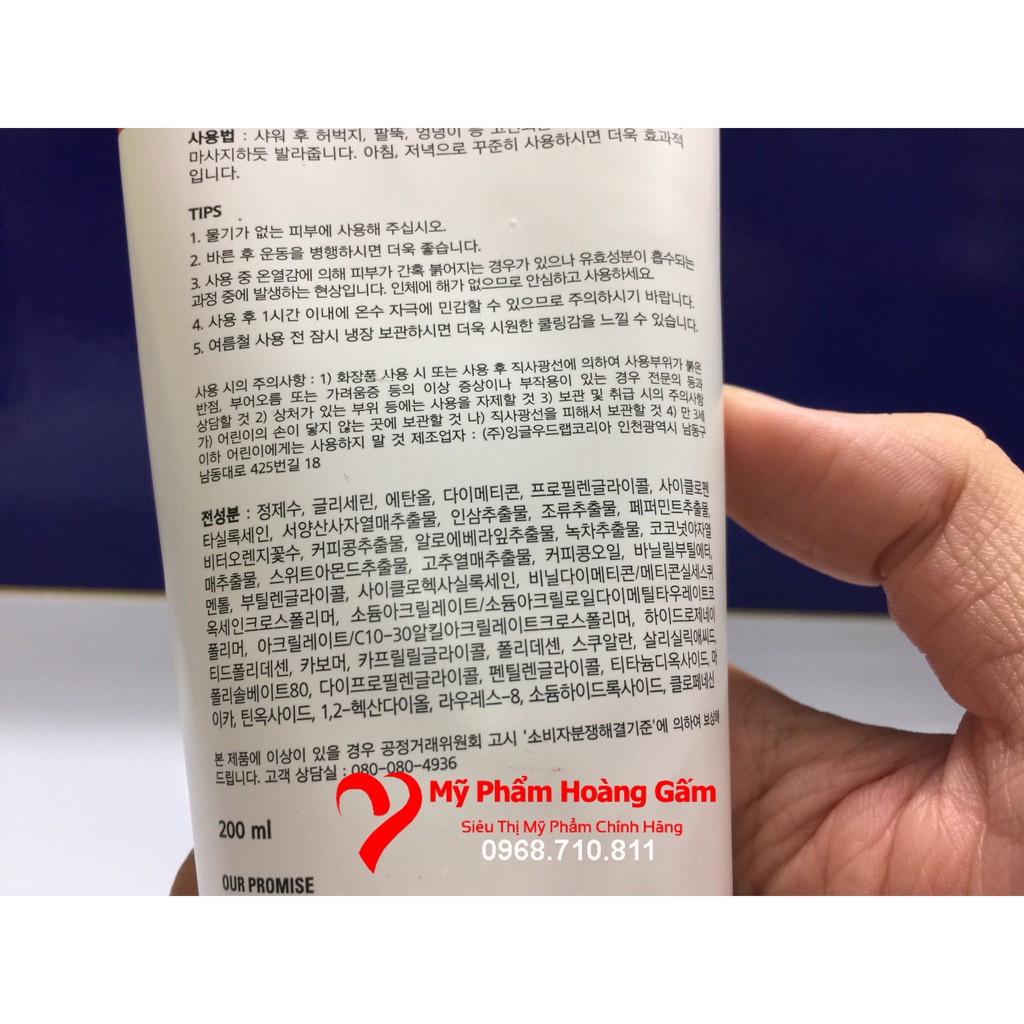 사용법 : 샤워 후 허벅지, 팔뚝, 엉덩이 등
마사지하듯 발라줍니다. 아침, 저녁으로 꾸준히 사용하시면 더욱 효과적
입니다.
TIPS
1. 물기가 없는 피부에 사용해 주십시오.
2. 바른 후 운동을 병행하시면 더욱 좋습니다.
3. 사용 중 온열감에 의해 피부가 간혹 붉어지는 경우가 있으나 유효성분이 흡수되는
과정 중에 발생하는 현상입니다. 인체에 해가 없으므로 안심하고 사용하세요.
4. 사용 후 1시간 이내에 온수 자극에 민감할 수 있으므로 주의하시기 바랍니다.
5. 여름철 사용 전 잠시 냉장 보관하시면 더욱 시원한 쿨링감을 느낄 수 있습니다.
사용 시의 주의사항 : 1) 화장품 사용 시 또는 사용 후 직사광선에 의하여 사용부위가 붉은
반점, 부어오름 또는 가려움증 등의 이상 증상이나 부작용이 있는 경우 전문의 등과
상담할 것 2) 상처가 있는 부위 등에는 사용을 자제할 것 3) 보관 및 취급 시의 주의사항
가) 어린이의 손이 닿지 않는 곳에 보관할 것 나) 직사광선을 피해서 보관할 것 4) 만 3세
이하 어린이에게는 사용하지 말 것 제조업자 : (주)잉글우드랩코리아 인천광역시 남동구
남동대로 425번길 18
전성분 : 정제수, 글리세린, 에탄올, 다이메티콘, 프로필렌글라이콜, 사이클로펜
타실록세인, 서양산사자열매추출물, 인삼추출물, 조류추출물, 페퍼민트추출물,
비터오렌지꽃수, 커피콩추출물, 알로에베라잎추출물, 녹차추출물, 코코넛야자열
매추출물, 스위트아몬드추출물, 고추열매추출물, 커피콩오일, 바닐릴부틸에터,
멘톨, 부틸렌글라이콜, 사이클로헥사실록세인, 비닐다이메티콘/메티콘실세스퀴
옥세인크로스폴리머, 소듐아크릴레이트/소듐아크릴로일다이메틸타우레이트코
폴리머, 아크릴레이트/C10-30알킬아크릴레이트크로스폴리머, 하이드로제네이
티드폴리데센, 카보머, 카프릴릴글라이콜, 폴리데센, 스쿠알란, 살리실릭애씨드,
폴리솔베이트80, 다이프로필렌글라이콜, 펜틸렌글라이콜, 티타늄디옥사이드, 마
이카, 틴옥사이드, 1,2-헥산다이올, 라우레스-8, 소듐하이드록사이드, 클로페네신
본 제품에 이상이 있을 경우 공정거래위원회 고시 '소비자분쟁해결기준'에 의하여 보상해
드립니다. 고객 상담실 : 080-080-4936
Mỹ Phẩm Hoàng Gấm
Siêu Thị Mỹ Phẩm Chính Hãng
0968.710.811
200 ml
OUR PROMISE